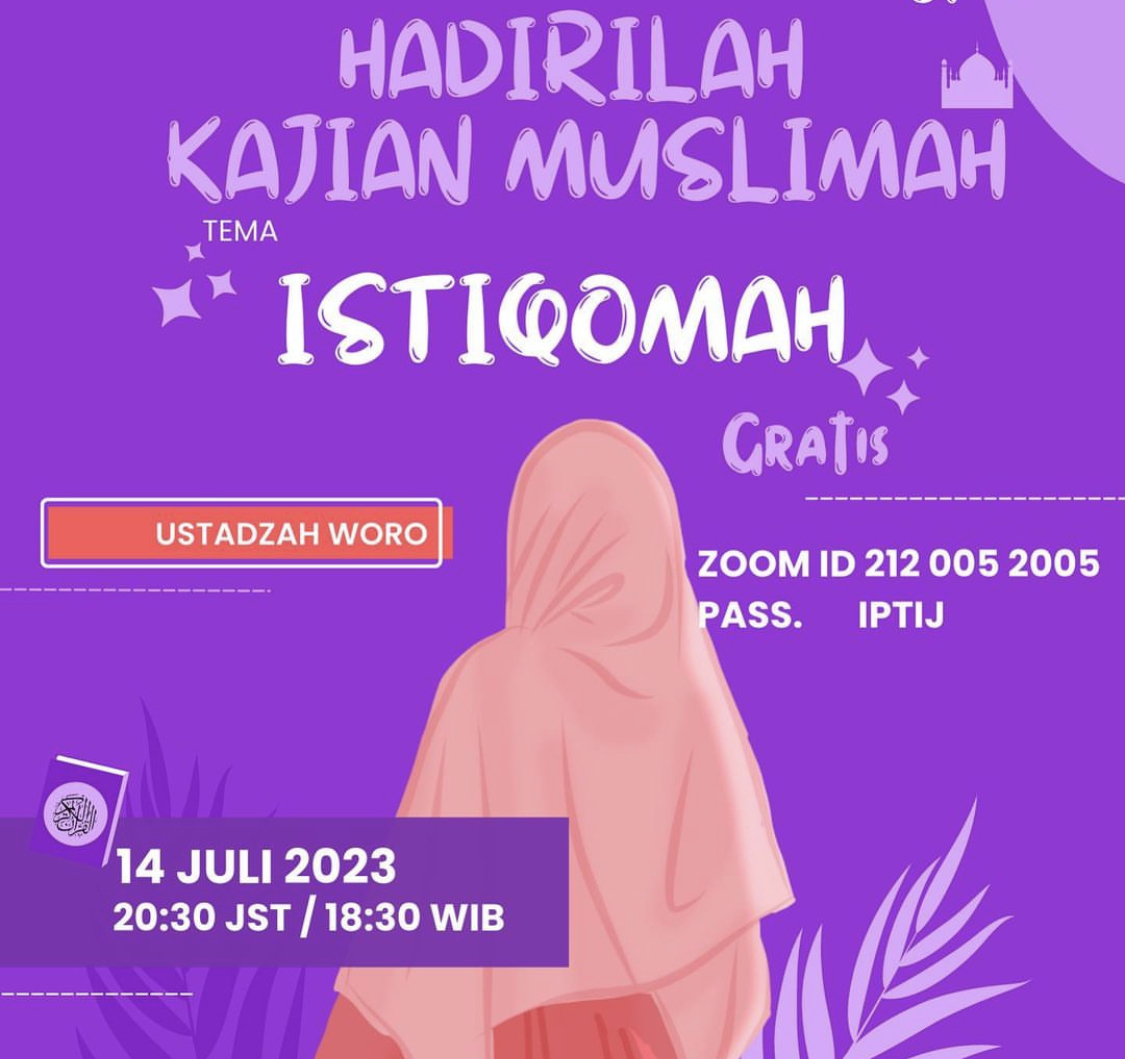 HADIRILAH
KAJIAN MUSLIMAH
TEMA
ISTIQOMAH
GRATIS
USTADZAH WORO
ZOOM ID 212 005 2005
PASS. IPTIJ
14 JULI 2023
20:30 JST / 18:30 WIB